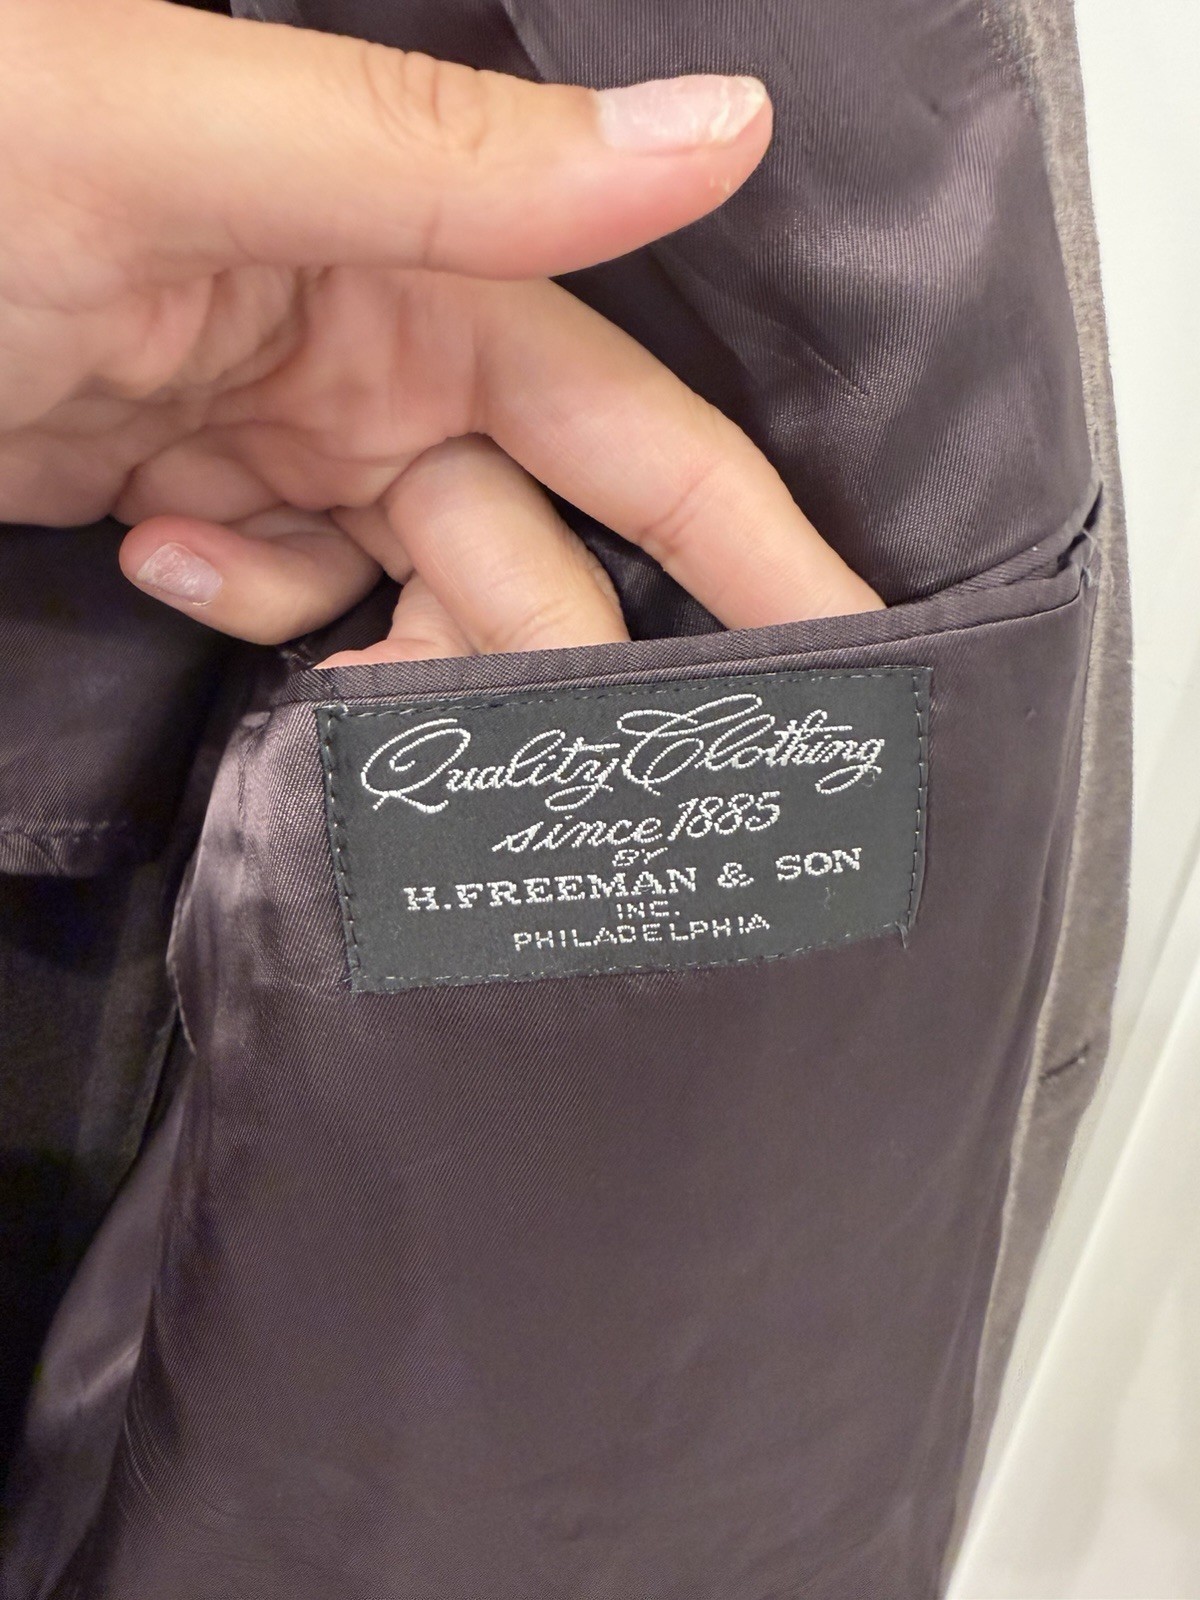 Quality Clothing
since 1885
BY
H.FREEMAN & SON
INC.
PHILADELPHIA